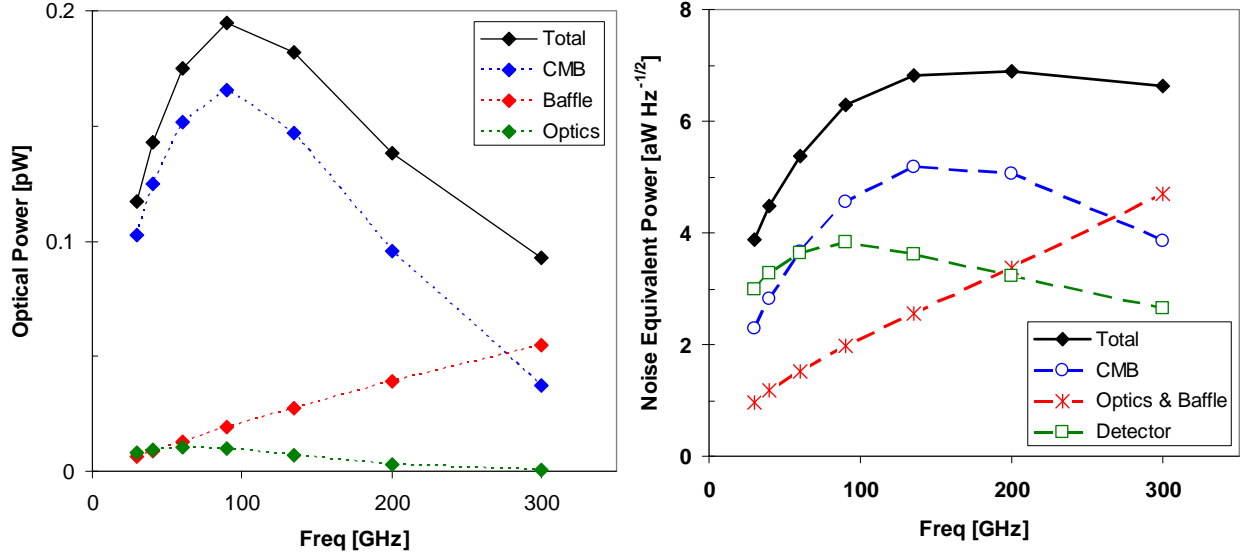 0.2
0.1
0
Optical Power [pW]
0
100
200
300
Freq [GHz]
Total
CMB
Baffle
Optics
8
6
4
2
0
Noise Equivalent Power [aW Hz^-1/2]
0
100
200
300
Freq [GHz]
Total
CMB
Optics & Baffle
Detector